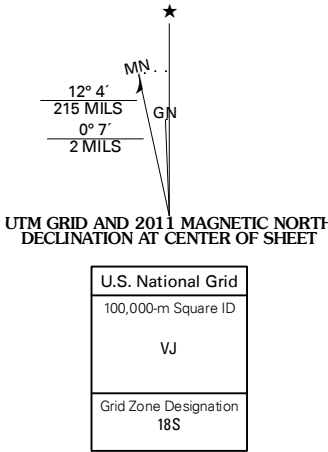 ★
MN
GN
12° 4´
215 MILS
0° 7´
2 MILS
UTM GRID AND 2011 MAGNETIC NORTH
DECLINATION AT CENTER OF SHEET
U.S. National Grid
100,000-m Square ID
VJ
Grid Zone Designation
18S